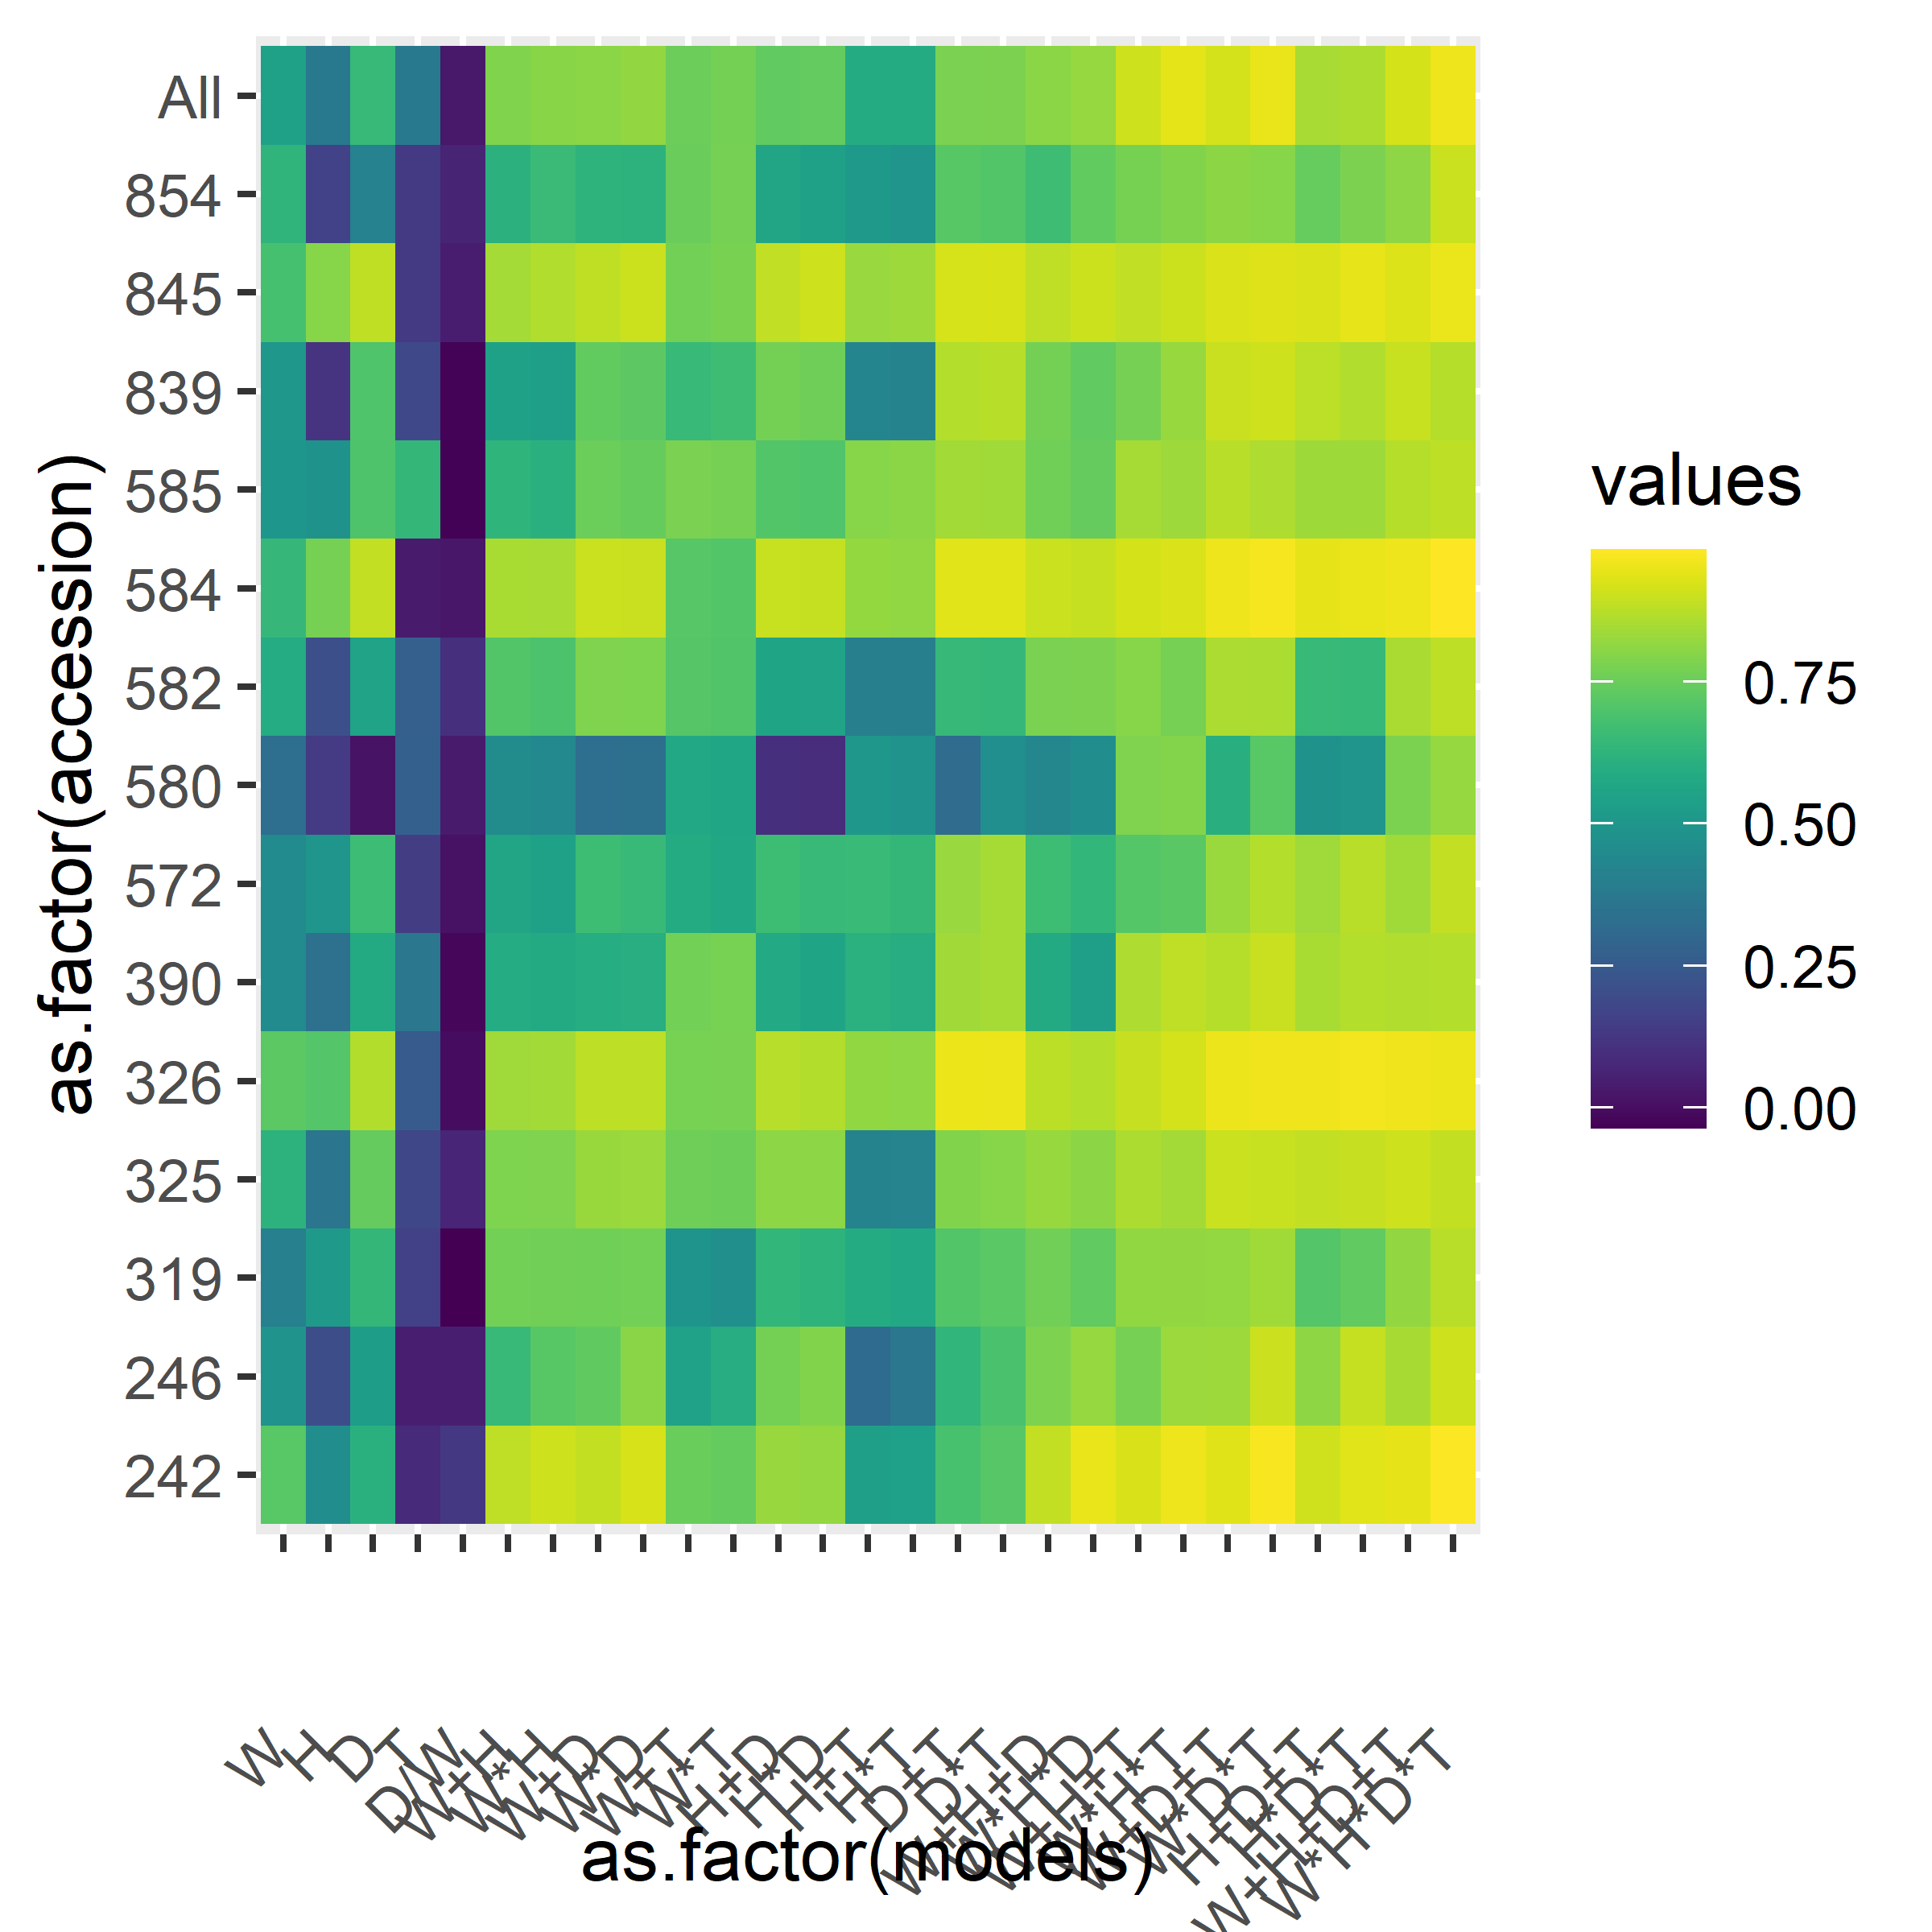 All
854
845
839
585
584
582
580
572
390
326
325
319
246
242
as.factor(accession)
W
H
D
T
D/W
W+H
W*H
W+D
W*D
W+T
W*T
H+D
H*D
H+T
H*T
D+T
D*T
W+H+D
W*H*D
W+H+T
W*H*T
W+D+T
W*D*T
H+D+T
H*D*T
W+H+D+T
W*H*D*T
as.factor(models)
values
0.75
0.50
0.25
0.00